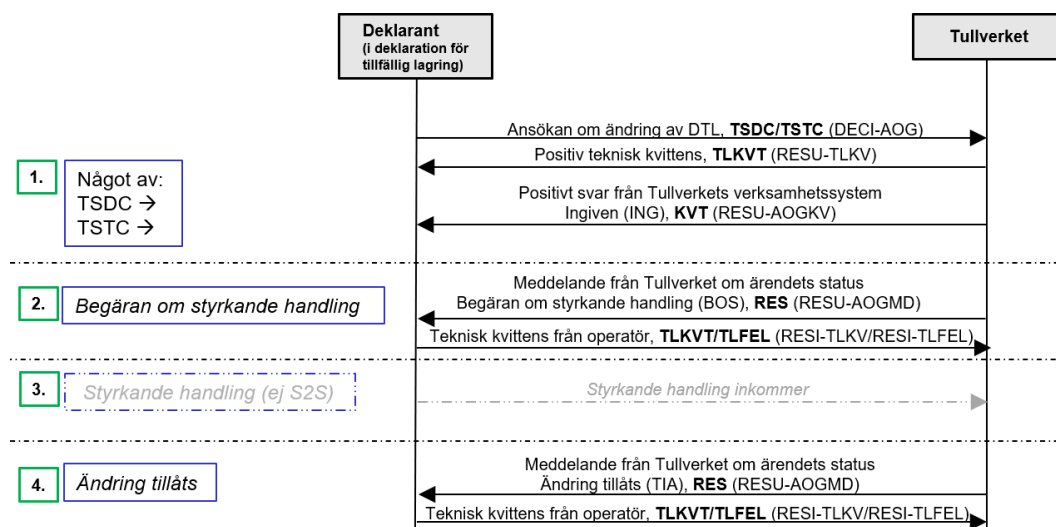 Deklarant
(i deklaration för
tillfällig lagring)
Tullverket
Ansökan om ändring av DTL, TSDC/TSTC (DECI-AOG)
Positiv teknisk kvittens, TLKVT (RESU-TLKV)
1.
Något av:
TSDC →
TSTC →
Positivt svar från Tullverkets verksamhetssystem
Ingiven (ING), KVT (RESU-AOGKV)
2.
Begäran om styrkande handling
Meddelande från Tullverket om ärendets status
Begäran om styrkande handling (BOS), RES (RESU-AOGMD)
Teknisk kvittens från operatör, TLKVT/TLFEL (RESI-TLKV/RESI-TLFEL)
3.
Styrkande handling (ej S2S)
Styrkande handling inkommer
4.
Ändring tillåts
Meddelande från Tullverket om ärendets status
Ändring tillåts (TIA), RES (RESU-AOGMD)
Teknisk kvittens från operatör, TLKVT/TLFEL (RESI-TLKV/RESI-TLFEL)